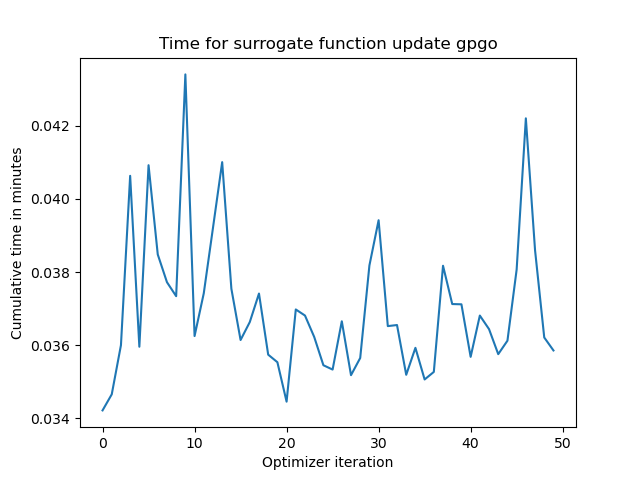 Time for surrogate function update gpgo
Cumulative time in minutes
0.042
0.040
0.038
0.036
0.034
0 10 20 30 40 50
Optimizer iteration